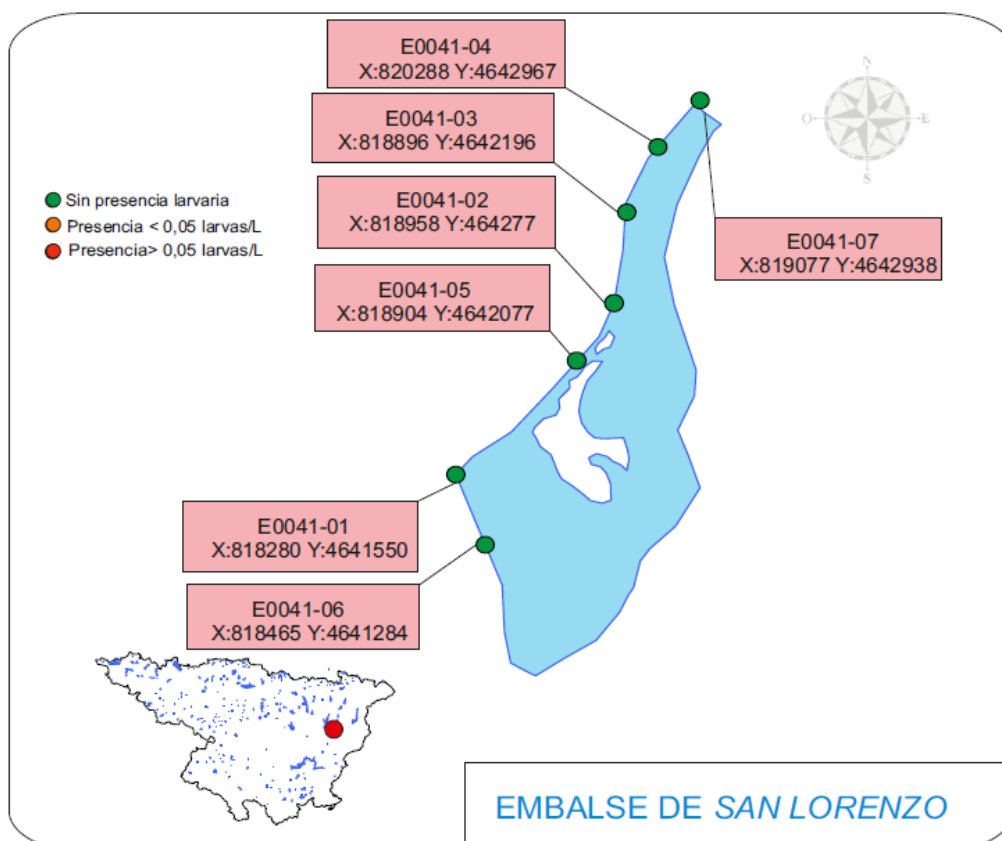 E0041-04
X:820288 Y:4642967
E0041-03
X:818896 Y:4642196
E0041-02
X:818958 Y:464277
E0041-05
X:818904 Y:4642077
N
O
E
S
Sin presencia larvaria
Presencia < 0,05 larvas/L
Presencia> 0,05 larvas/L
E0041-07
X:819077 Y:4642938
E0041-01
X:818280 Y:4641550
E0041-06
X:818465 Y:4641284
EMBALSE DE SAN LORENZO